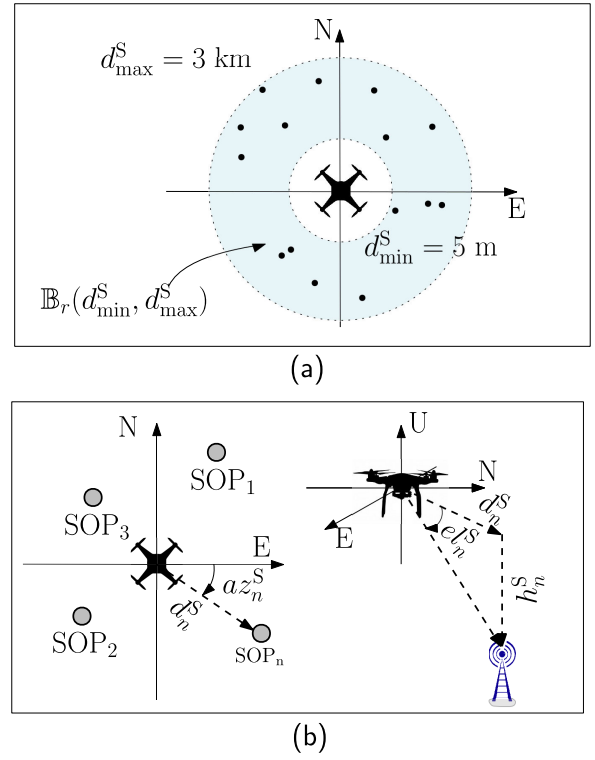 N
d^S_max = 3 km
E
d^S_min = 5 m
𝔹_r(d^S_min, d^S_max)
(a)
N
U
SOP_1
N
SOP_3
d^S_n
E
el^S_n
E
az^S_n
d^S_n
h^S_n
SOP_2
SOP_n
(b)